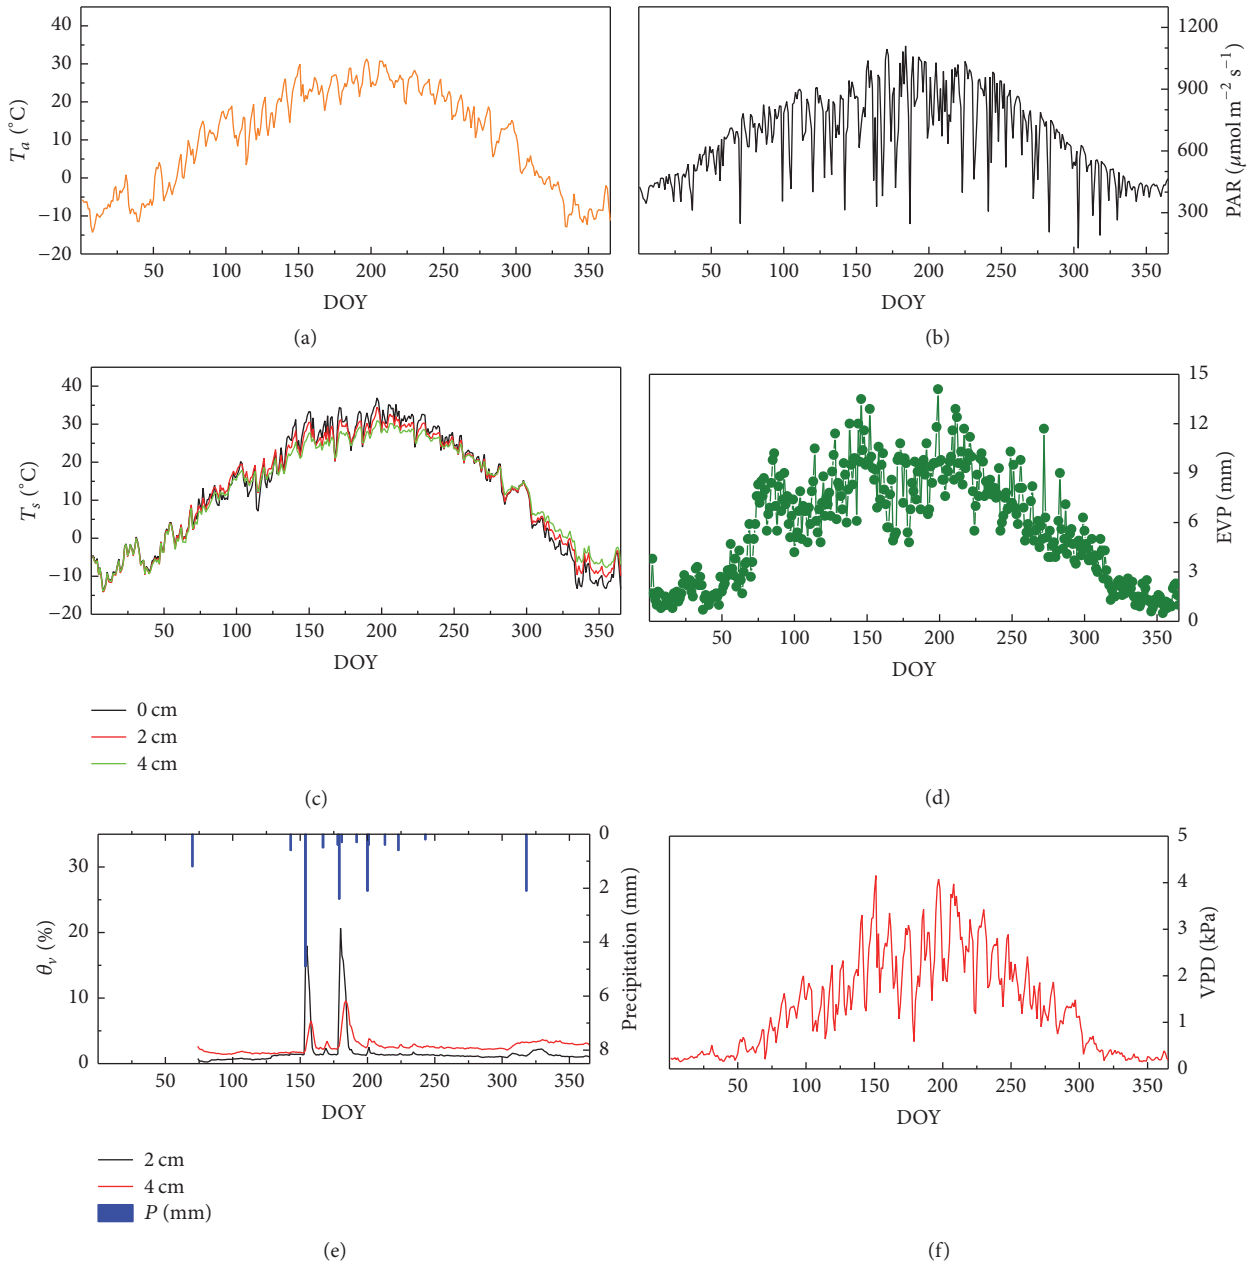 40
30
20
10
0
−10
−20
T_a (°C)
50 100 150 200 250 300 350
DOY
(a)
1200
900
600
300
PAR (μmol m⁻² s⁻¹)
50 100 150 200 250 300 350
DOY
(b)
40
30
20
10
0
−10
−20
T_s (°C)
50 100 150 200 250 300 350
DOY
0 cm
2 cm
4 cm
(c)
15
12
9
6
3
0
EVP (mm)
50 100 150 200 250 300 350
DOY
(d)
30
20
10
0
θ_v (%)
0
2
4
6
8
Precipitation (mm)
50 100 150 200 250 300 350
DOY
2 cm
4 cm
P (mm)
(e)
5
4
3
2
1
0
VPD (kPa)
50 100 150 200 250 300 350
DOY
(f)